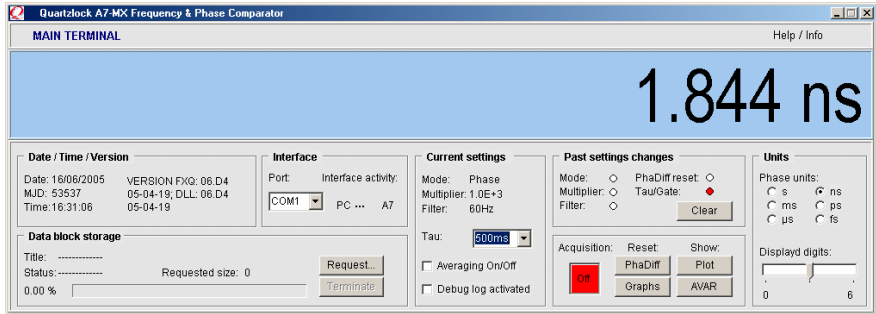 Quartzlock A7-MX Frequency & Phase Comparator
MAIN TERMINAL
Help / Info
1.844 ns
Date / Time / Version
Date: 16/06/2005
MJD: 53537
Time:16:31:06
VERSION FXQ: 06.D4
05-04-19; DLL: 06.D4
05-04-19
Interface
Port: Interface activity:
COM1 PC ... A7
Data block storage
Title: -------------
Status:-------------
Requested size: 0
0.00 %
Request...
Terminate
Current settings
Mode: Phase
Multiplier: 1.0E+3
Filter: 60Hz
Tau: 500ms
Averaging On/Off
Debug log activated
Past settings changes
Mode: PhaDiff reset:
Multiplier: Tau/Gate:
Filter:
Clear
Acquisition: Reset: Show:
Off
PhaDiff Plot
Graphs AVAR
Units
Phase units:
s ns
ms ps
µs fs
Displayd digits:
0 6